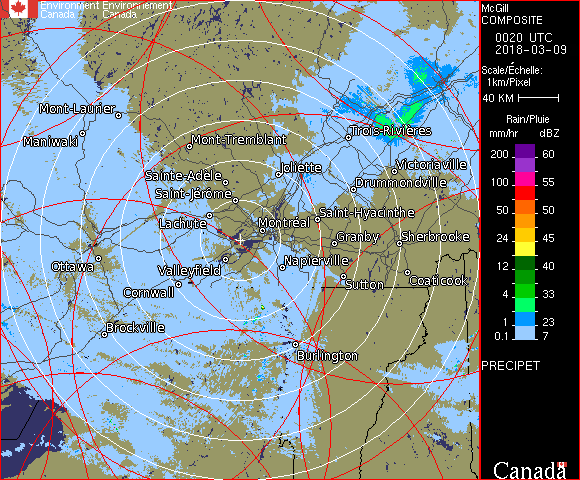 Environment Environnement
Canada Canada
McGill
COMPOSITE
0020 UTC
2018-03-09
Scale/Échelle:
1km/Pixel
40 KM
Rain/Pluie
mm/hr dBZ
200 60
100 55
50 50
24 45
12 40
4 33
1 23
0.1 7
PRECIPET
Canada
Mont-Laurier
Maniwaki
Mont-Tremblant
Trois-Rivières
Joliette
Victoriaville
Sainte-Adèle
Drummondville
Saint-Jérôme
Lachute
Saint-Hyacinthe
Montréal
Granby
Sherbrooke
Ottawa
Valleyfield
Napierville
Sutton
Coaticook
Cornwall
Brockville
Burlington